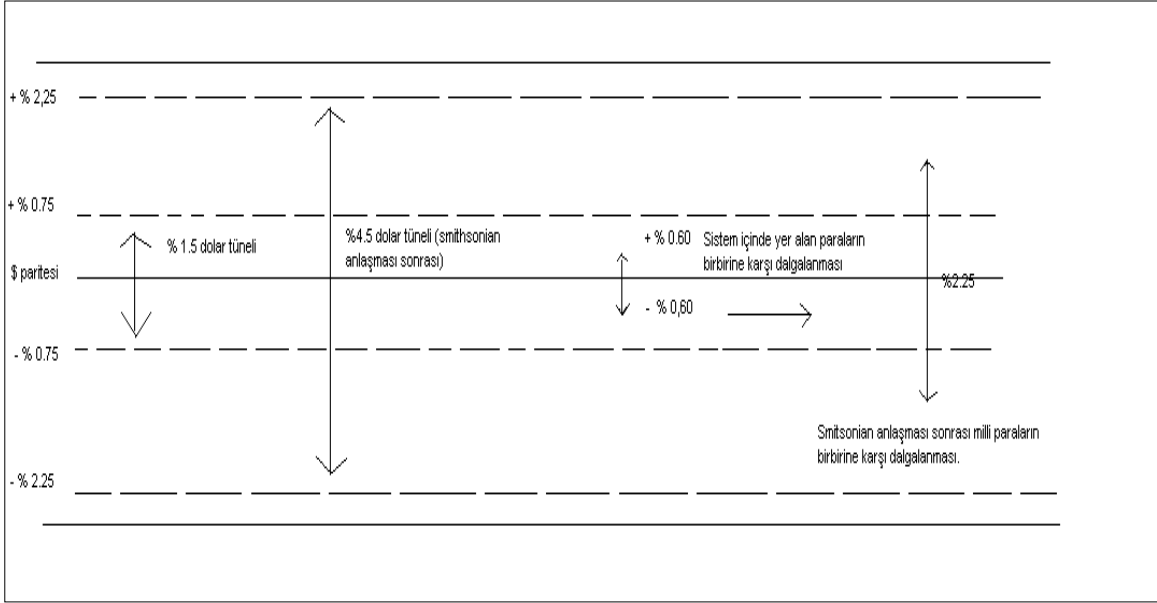 + % 2,25
+ % 0.75
% 1.5 dolar tüneli
%4.5 dolar tüneli (smithsonian
anlaşması sonrası)
+ % 0.60
Sistem içinde yer alan paraların
birbirine karşı dalgalanması
$ paritesi
%2.25
- % 0,60
- % 0.75
Smitsonian anlaşması sonrası milli paraların
birbirine karşı dalgalanması.
- % 2.25